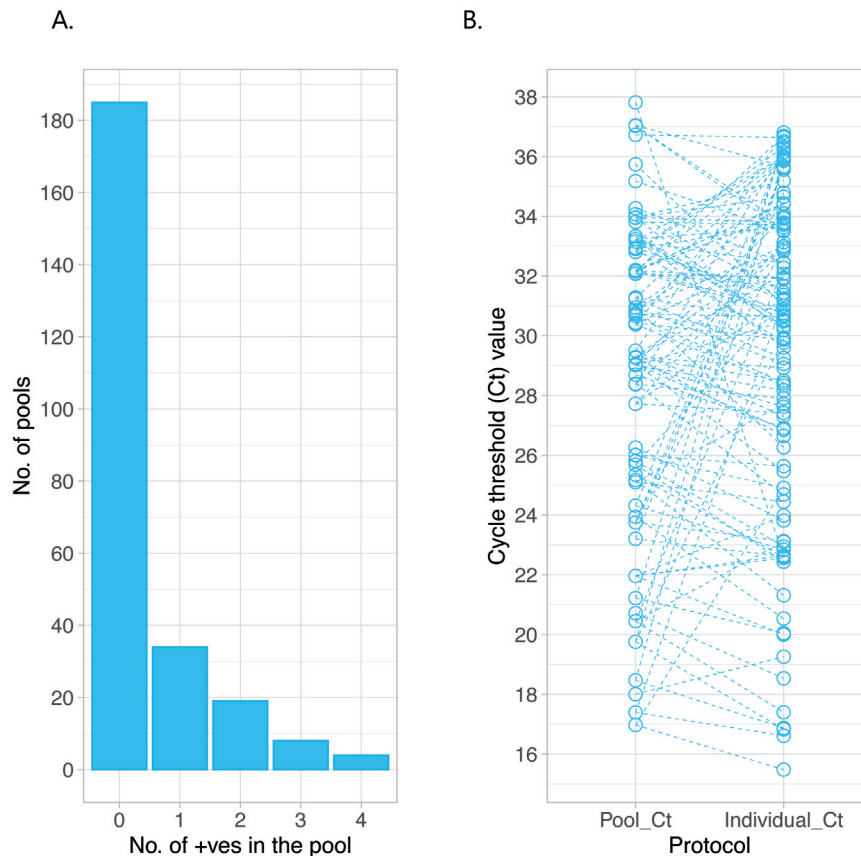 A.
B.
No. of pools
180
160
140
120
100
80
60
40
20
0
0 1 2 3 4
No. of +ves in the pool
Cycle threshold (Ct) value
38
36
34
32
30
28
26
24
22
20
18
16
Pool_Ct Individual_Ct
Protocol